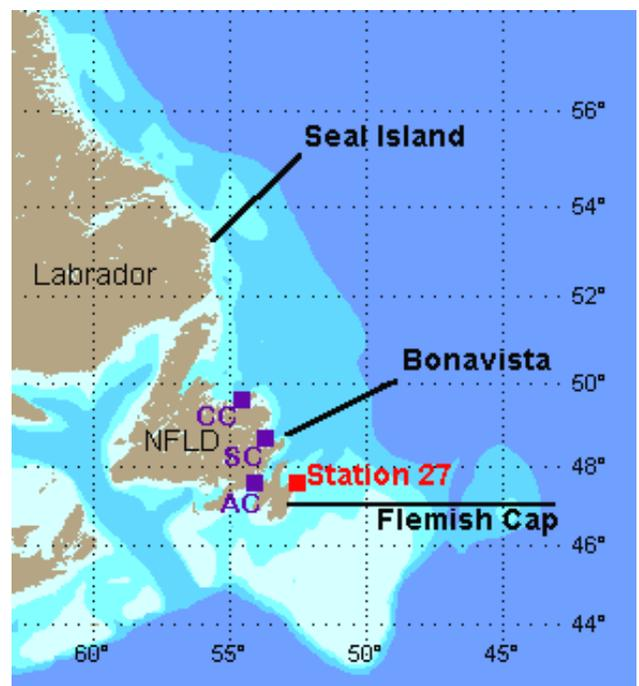 56°
Seal Island
54°
Labrador
52°
Bonavista
50°
CC
NFLD
SC
48°
Station 27
AC
Flemish Cap
46°
44°
60° 55° 50° 45°